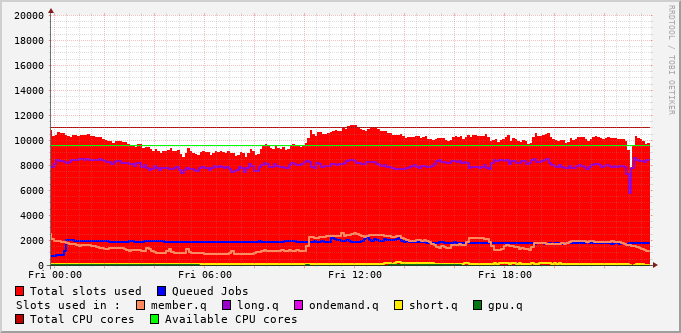 20000
18000
16000
14000
12000
10000
8000
6000
4000
2000
0
Fri 00:00 Fri 06:00 Fri 12:00 Fri 18:00
Total slots used Queued Jobs
Slots used in : member.q long.q ondemand.q short.q gpu.q
Total CPU cores Available CPU cores
RRDTOOL / TOBI OETIKER